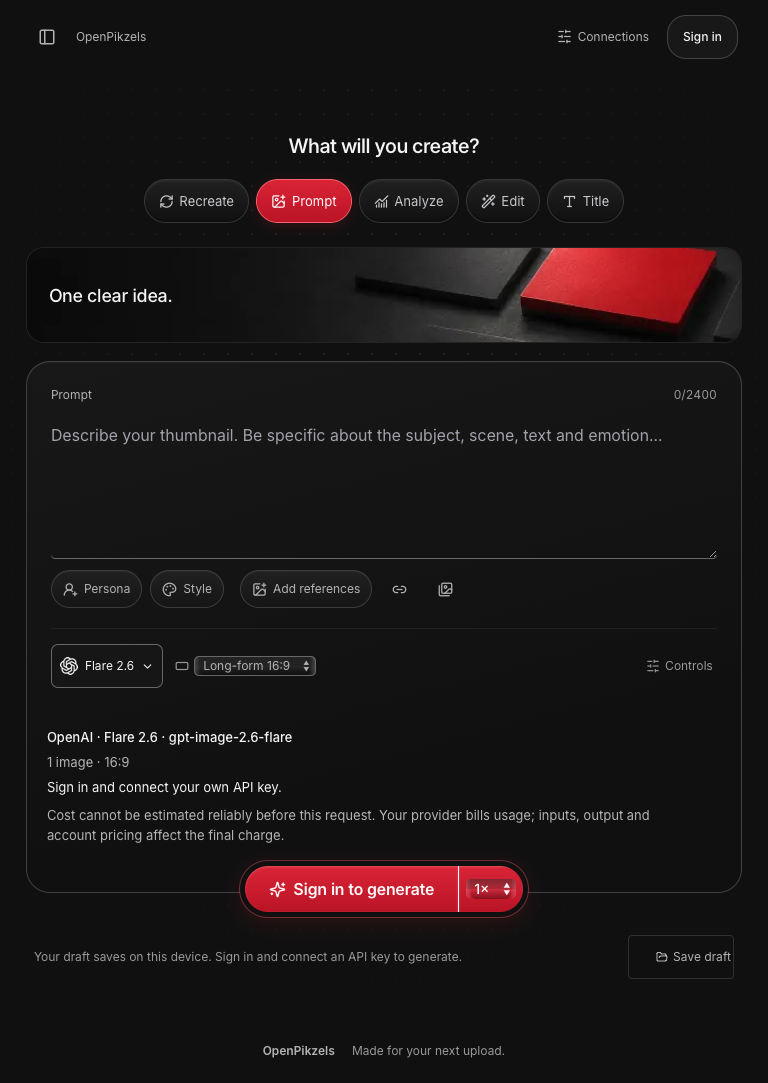 OpenPikzels
Connections
Sign in
What will you create?
Recreate
Prompt
Analyze
Edit
Title
One clear idea.
Prompt
0/2400
Describe your thumbnail. Be specific about the subject, scene, text and emotion...
Persona
Style
Add references
Flare 2.6
Long-form 16:9
Controls
OpenAI · Flare 2.6 · gpt-image-2.6-flare
1 image · 16:9
Sign in and connect your own API key.
Cost cannot be estimated reliably before this request. Your provider bills usage; inputs, output and
account pricing affect the final charge.
Sign in to generate
1×
Your draft saves on this device. Sign in and connect an API key to generate.
Save draft
OpenPikzels
Made for your next upload.